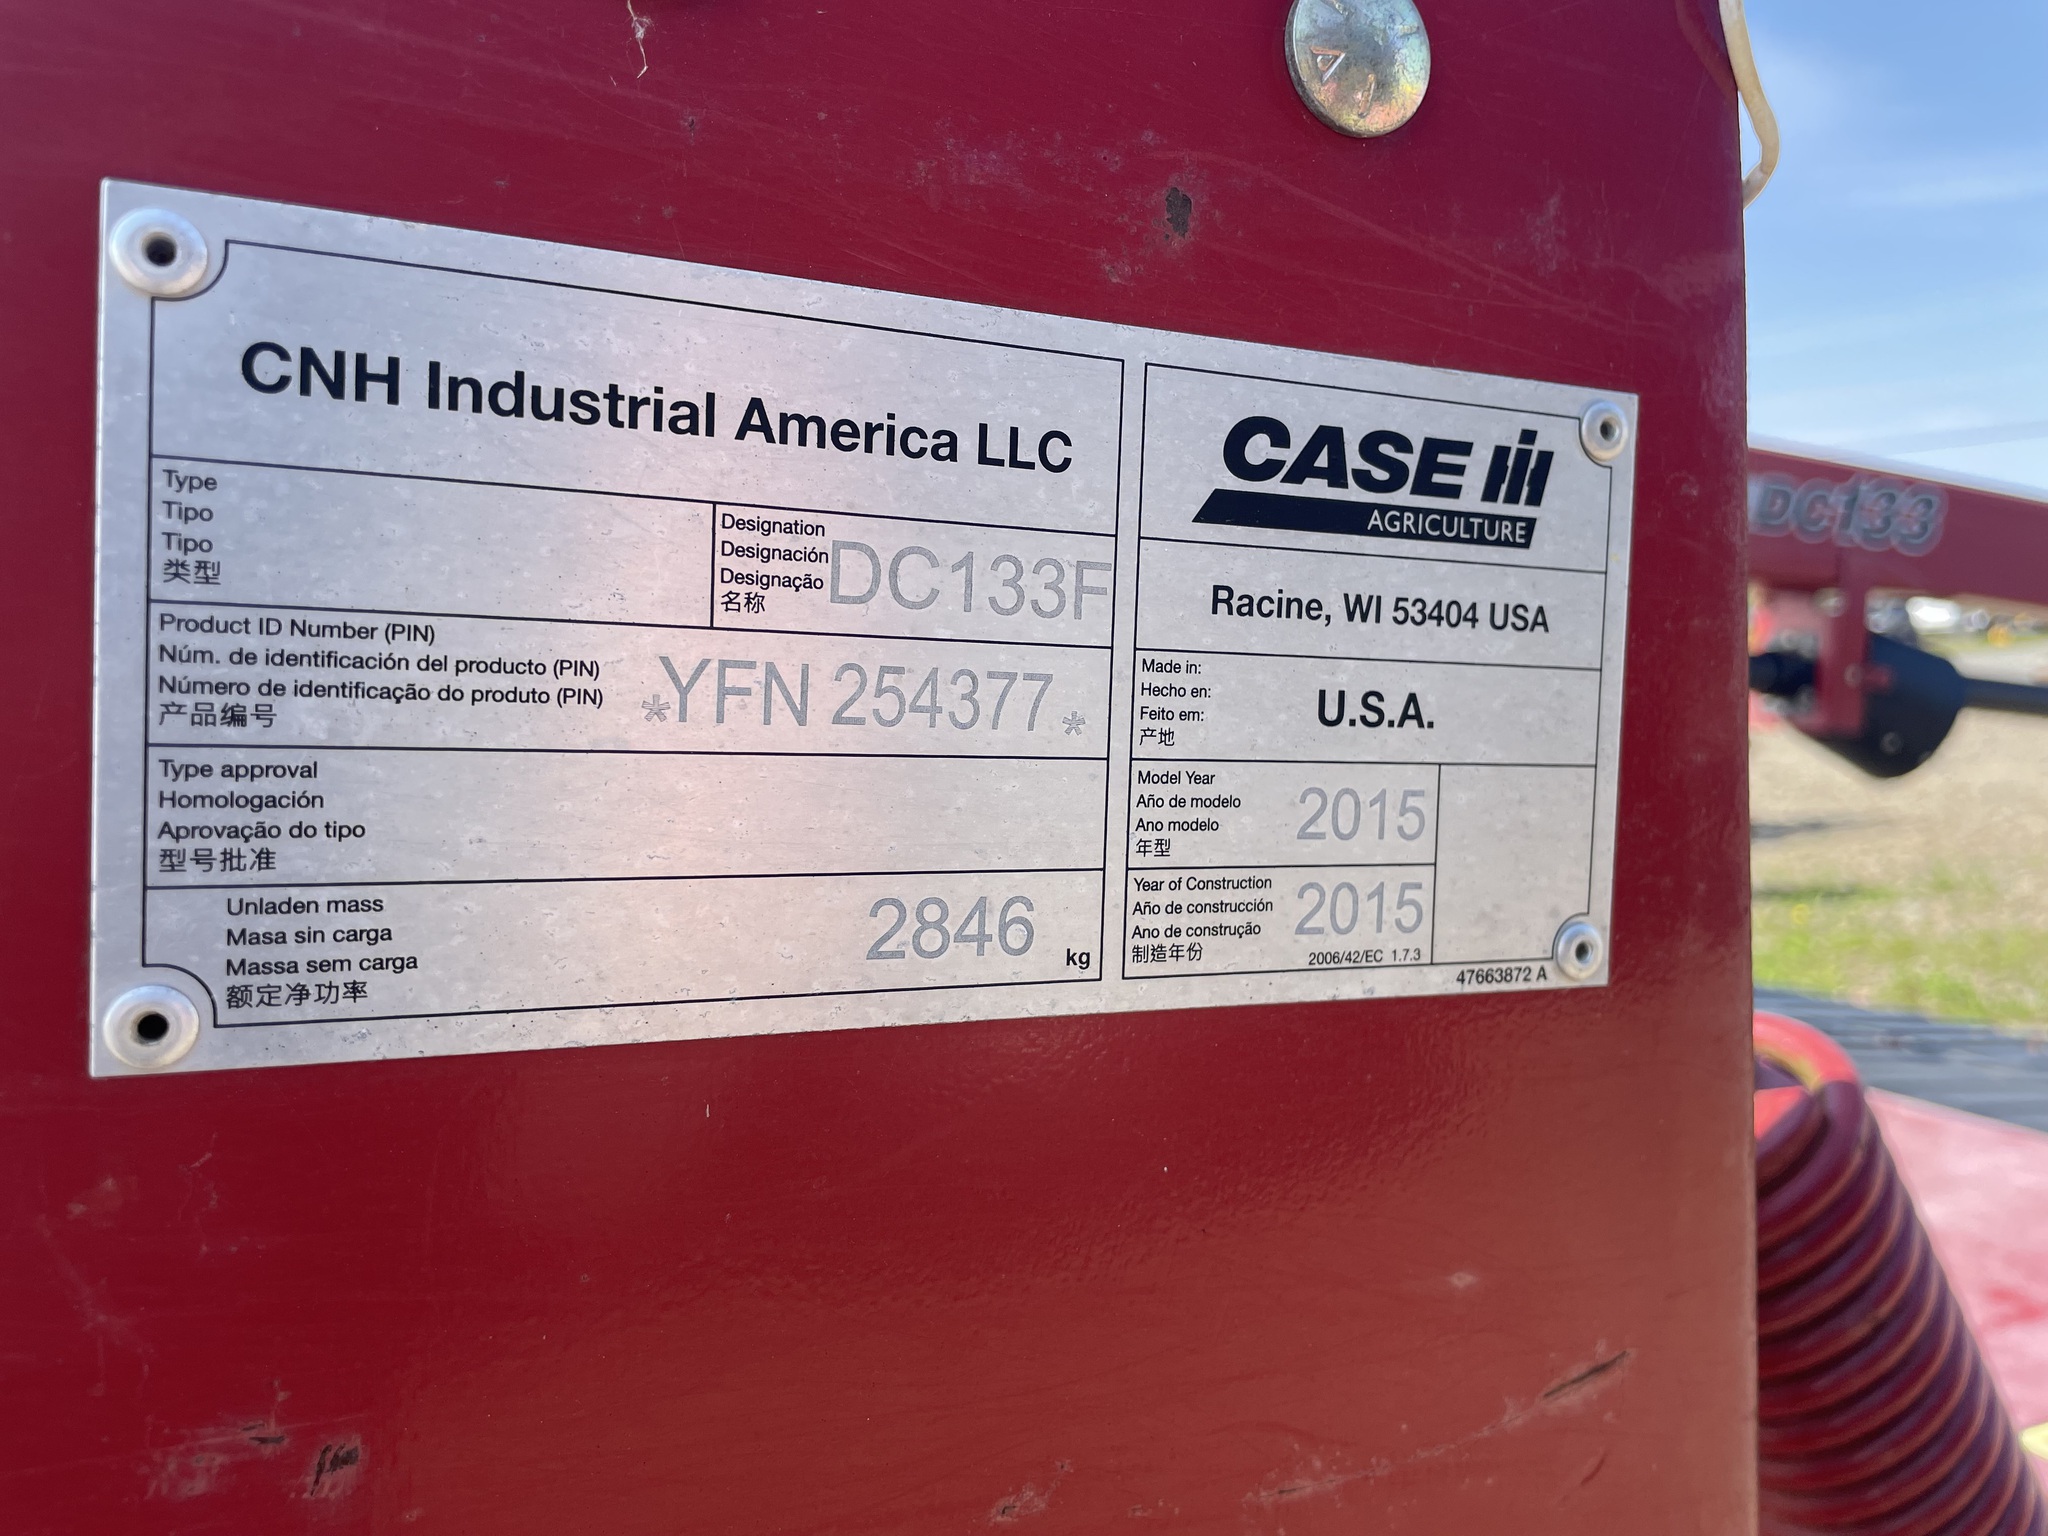 CNH Industrial America LLC
Type
Tipo
Tipo
类型
Designation
Designación
Designação
名称
DC133F
Product ID Number (PIN)
Núm. de identificación del producto (PIN)
Número de identificação do produto (PIN)
产品编号
*YFN 254377*
Type approval
Homologación
Aprovação do tipo
型号批准
Unladen mass
Masa sin carga
Massa sem carga
额定净功率
2846 kg
CASE IH
AGRICULTURE
Racine, WI 53404 USA
Made in:
Hecho en:
Feito em:
产地
U.S.A.
Model Year
Año de modelo
Ano modelo
年型
2015
Year of Construction
Año de construcción
Ano de construção
制造年份
2015
2006/42/EC 1.7.3
47663872 A
DC133